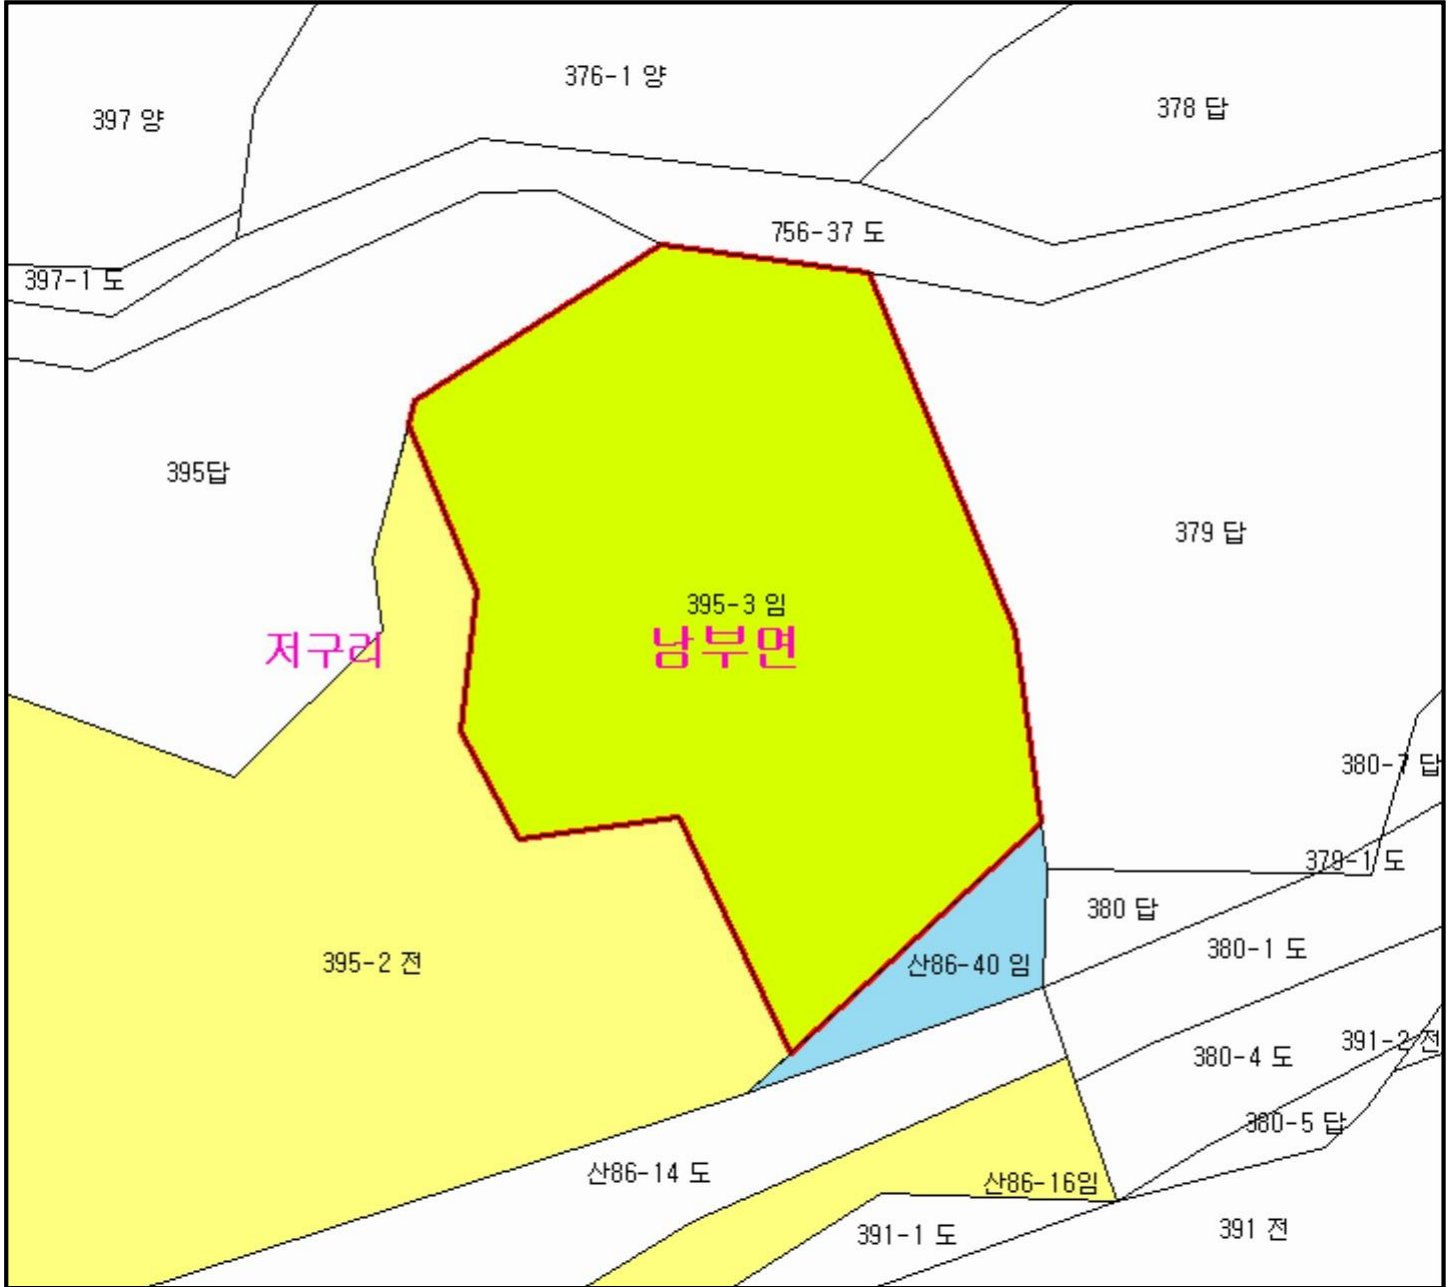 376-1 양
378 답
397 양
756-37 도
397-1 도
395답
379 답
395-3 임
저구리
남부면
380-7 답
379-1 도
380 답
380-1 도
395-2 전
산86-40 임
391-2 전
380-4 도
380-5 답
산86-14 도
산86-16임
391-1 도
391 전